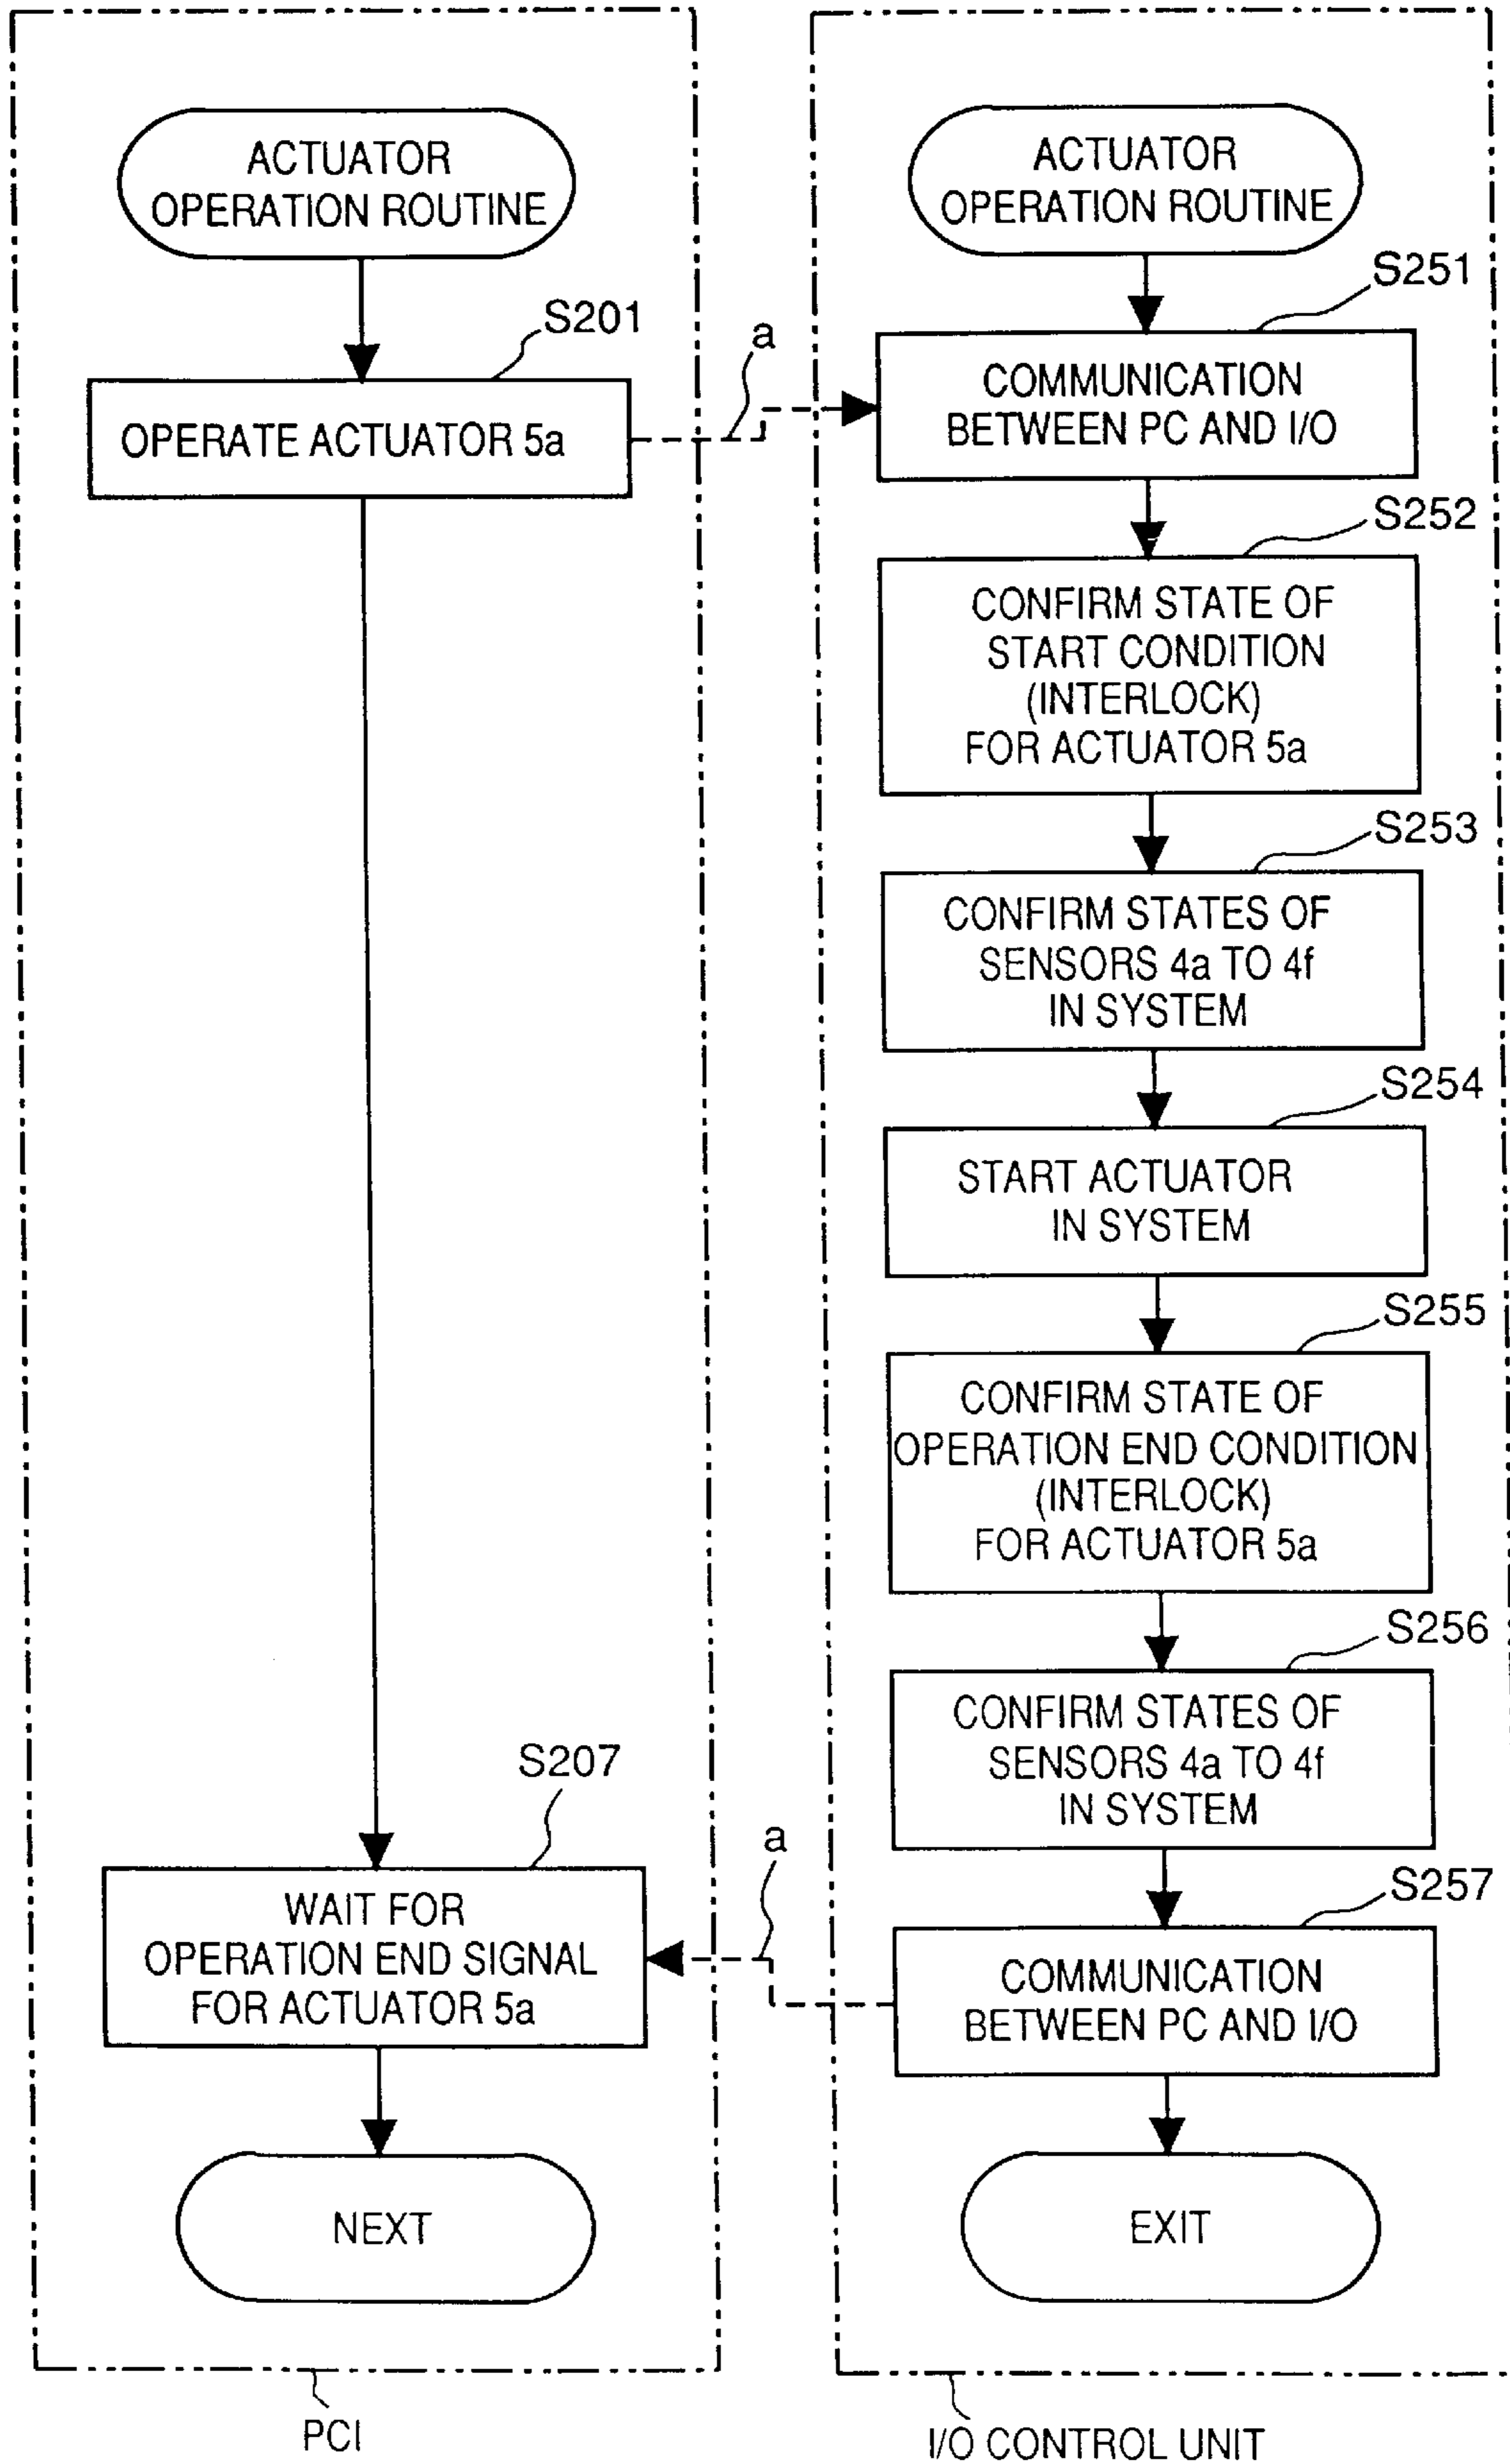 ACTUATOR
OPERATION ROUTINE
S201
OPERATE ACTUATOR 5a
a
S207
WAIT FOR
OPERATION END SIGNAL
FOR ACTUATOR 5a
a
NEXT
PCI
ACTUATOR
OPERATION ROUTINE
S251
COMMUNICATION
BETWEEN PC AND I/O
S252
CONFIRM STATE OF
START CONDITION
(INTERLOCK)
FOR ACTUATOR 5a
S253
CONFIRM STATES OF
SENSORS 4a TO 4f
IN SYSTEM
S254
START ACTUATOR
IN SYSTEM
S255
CONFIRM STATE OF
OPERATION END CONDITION
(INTERLOCK)
FOR ACTUATOR 5a
S256
CONFIRM STATES OF
SENSORS 4a TO 4f
IN SYSTEM
S257
COMMUNICATION
BETWEEN PC AND I/O
EXIT
I/O CONTROL UNIT